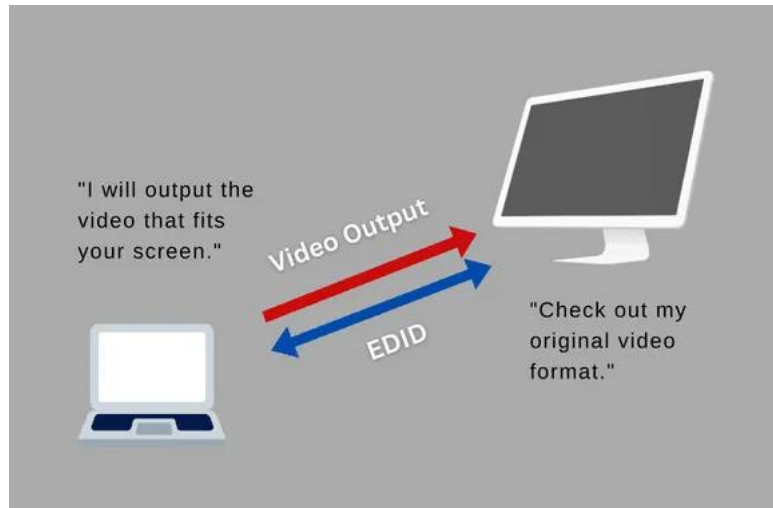 "I will output the
video that fits
your screen."
Video Output
EDID
"Check out my
original video
format."